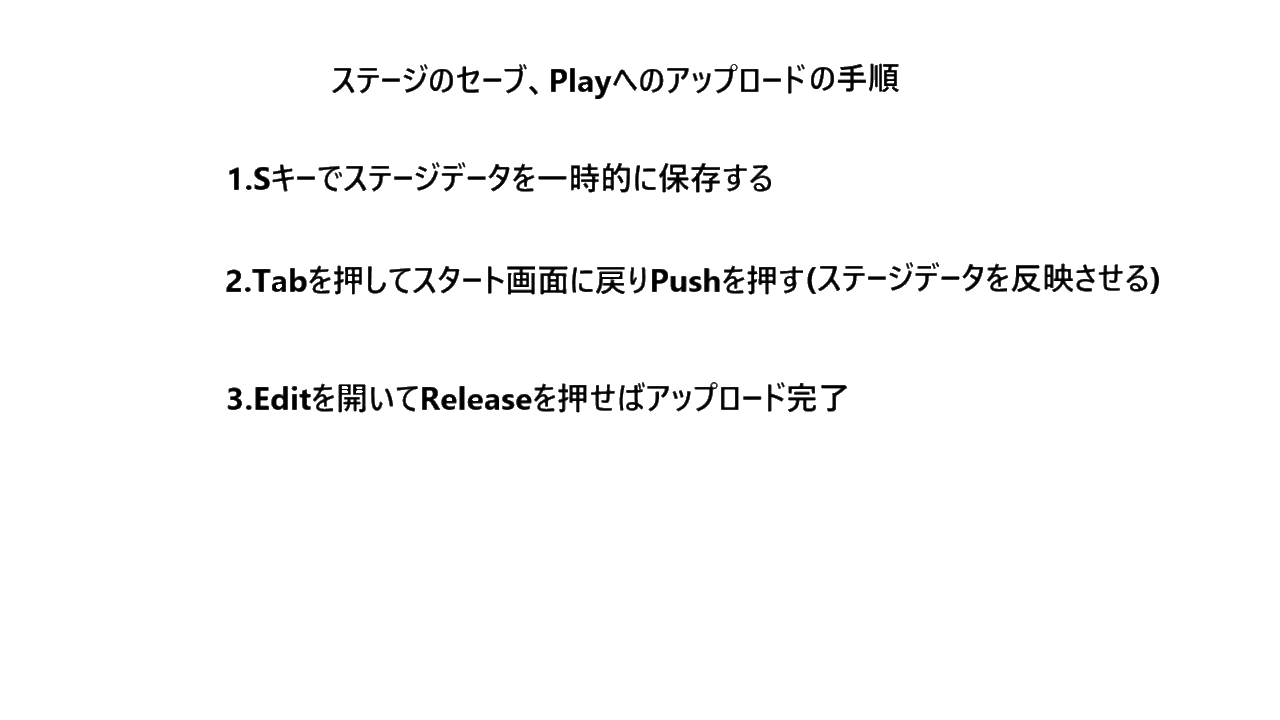 ステージのセーブ、Playへのアップロードの手順
1.Sキーでステージデータを一時的に保存する
2.Tabを押してスタート画面に戻りPushを押す(ステージデータを反映させる)
3.Editを開いてReleaseを押せばアップロード完了